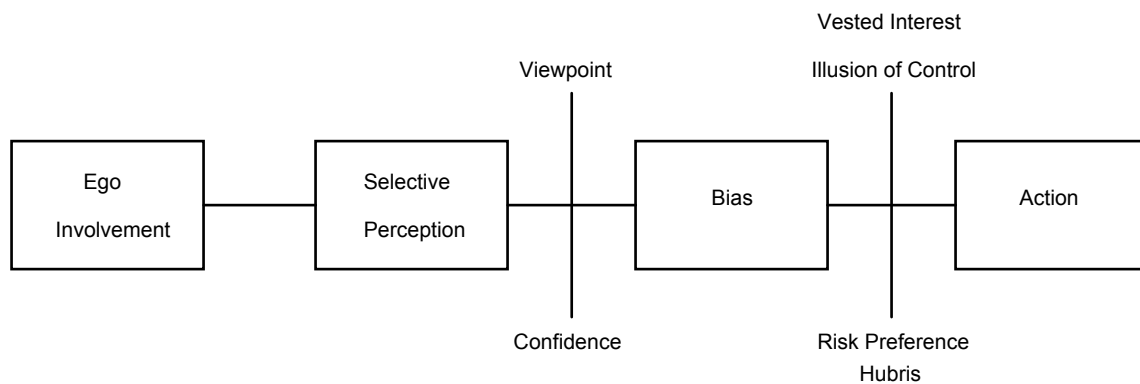 Vested Interest
Viewpoint
Illusion of Control
Ego
Involvement
Selective
Perception
Bias
Action
Confidence
Risk Preference
Hubris